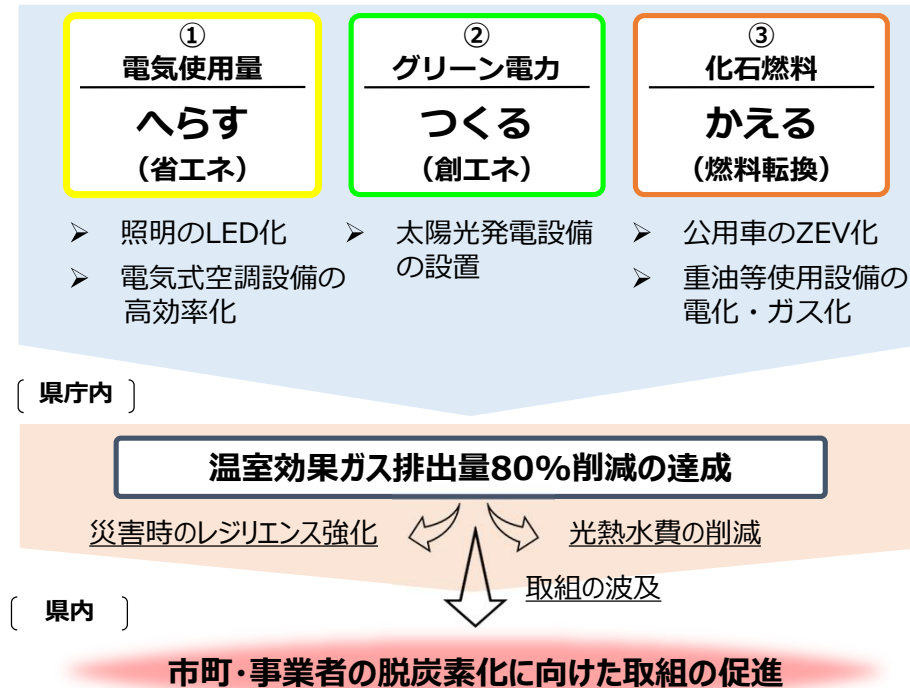 ①
電気使用量
へらす
（省エネ）
➢ 照明のLED化
➢ 電気式空調設備の
高効率化
②
グリーン電力
つくる
（創エネ）
➢ 太陽光発電設備
の設置
③
化石燃料
かえる
（燃料転換）
➢ 公用車のZEV化
➢ 重油等使用設備の
電化・ガス化
〔 県庁内 〕
温室効果ガス排出量80%削減の達成
災害時のレジリエンス強化
光熱水費の削減
取組の波及
〔 県内 〕
市町・事業者の脱炭素化に向けた取組の促進